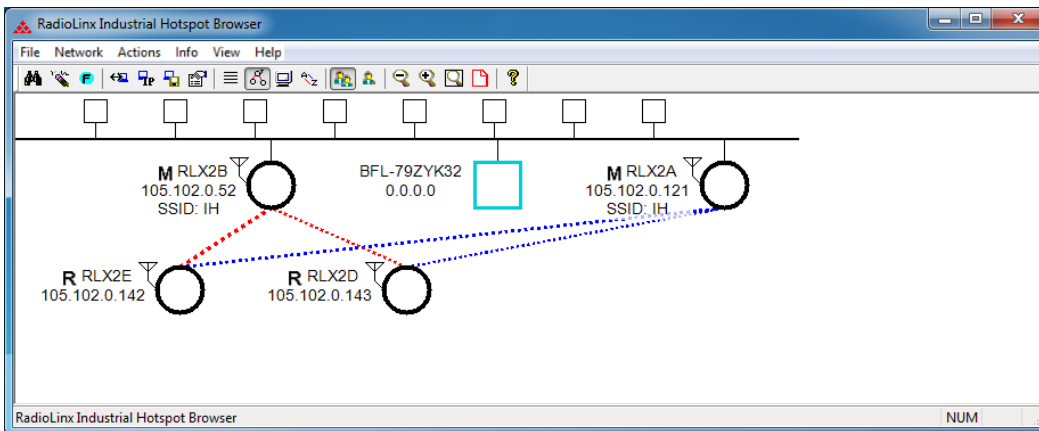 RadioLinx Industrial Hotspot Browser
File Network Actions Info View Help
F IP A Z ?
M RLX2B
105.102.0.52
SSID: IH
BFL-79ZYK32
0.0.0.0
M RLX2A
105.102.0.121
SSID: IH
R RLX2E
105.102.0.142
R RLX2D
105.102.0.143
RadioLinx Industrial Hotspot Browser NUM